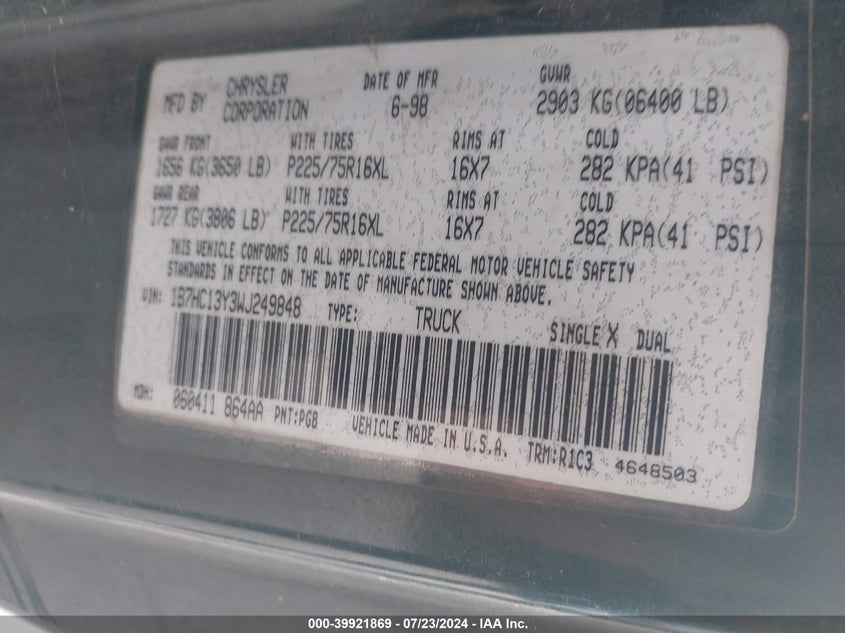 MFD BY CHRYSLER CORPORATION DATE OF MFR 6-98 GVWR 2903 KG(06400 LB)
GAWR FRONT WITH TIRES RIMS AT COLD
1656 KG(3650 LB) P225/75R16XL 16X7 282 KPA(41 PSI)
GAWR REAR WITH TIRES RIMS AT COLD
1727 KG(3806 LB) P225/75R16XL 16X7 282 KPA(41 PSI)
THIS VEHICLE CONFORMS TO ALL APPLICABLE FEDERAL MOTOR VEHICLE SAFETY
STANDARDS IN EFFECT ON THE DATE OF MANUFACTURE SHOWN ABOVE.
VIN: 1B7HC13Y3WJ249848 TYPE: TRUCK SINGLE X DUAL
MDH: 060411 864AA PNT:PG8 VEHICLE MADE IN U.S.A. TRM:R1C3 4648503
000-39921869 / 07/23/2024 - IAA Inc.